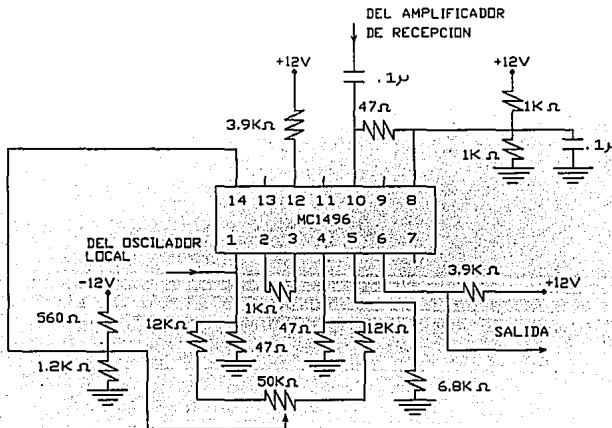 DEL AMPLIFICADOR
DE RECEPCION
+12V
+12V
.1µ
3.9KΩ
47Ω
1KΩ
1KΩ
.1µ
14 13 12 11 10 9 8
MC1496
1 2 3 4 5 6 7
DEL OSCILADOR
LOCAL
-12V
560Ω
1.2KΩ
12KΩ
47Ω
1KΩ
47Ω
12KΩ
50KΩ
3.9KΩ
+12V
SALIDA
6.8KΩ